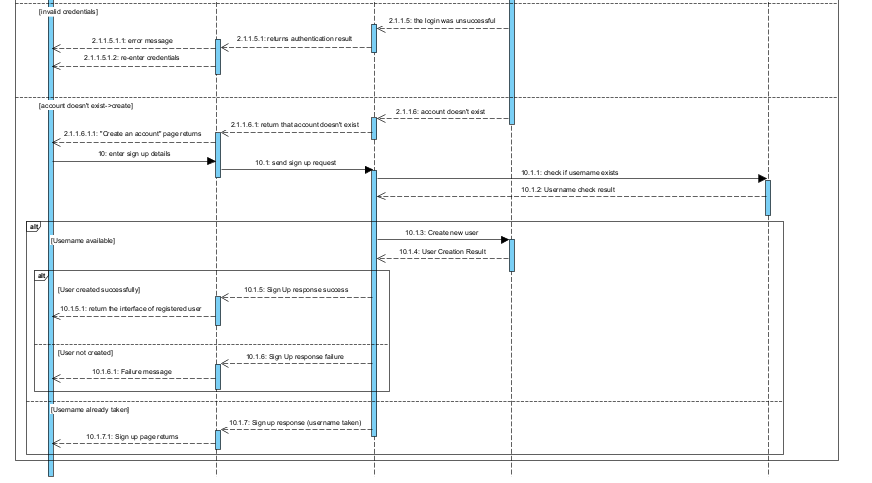 [invalid credentials]
2.1.1.5: the login was unsuccessful
2.1.1.5.1: returns authentication result
2.1.1.5.1.1: error message
2.1.1.5.1.2: re-enter credentials
[account doesn't exist->create]
2.1.1.6: account doesn't exist
2.1.1.6.1: return that account doesn't exist
2.1.1.6.1.1: "Create an account" page returns
10: enter sign up details
10.1: send sign up request
10.1.1: check if username exists
10.1.2: Username check result
alt
10.1.3: Create new user
[Username available]
10.1.4: User Creation Result
alt
[User created successfully]
10.1.5: Sign Up response success
10.1.5.1: return the interface of registered user
[User not created]
10.1.6: Sign Up response failure
10.1.6.1: Failure message
[Username already taken]
10.1.7: Sign up response (username taken)
10.1.7.1: Sign up page returns